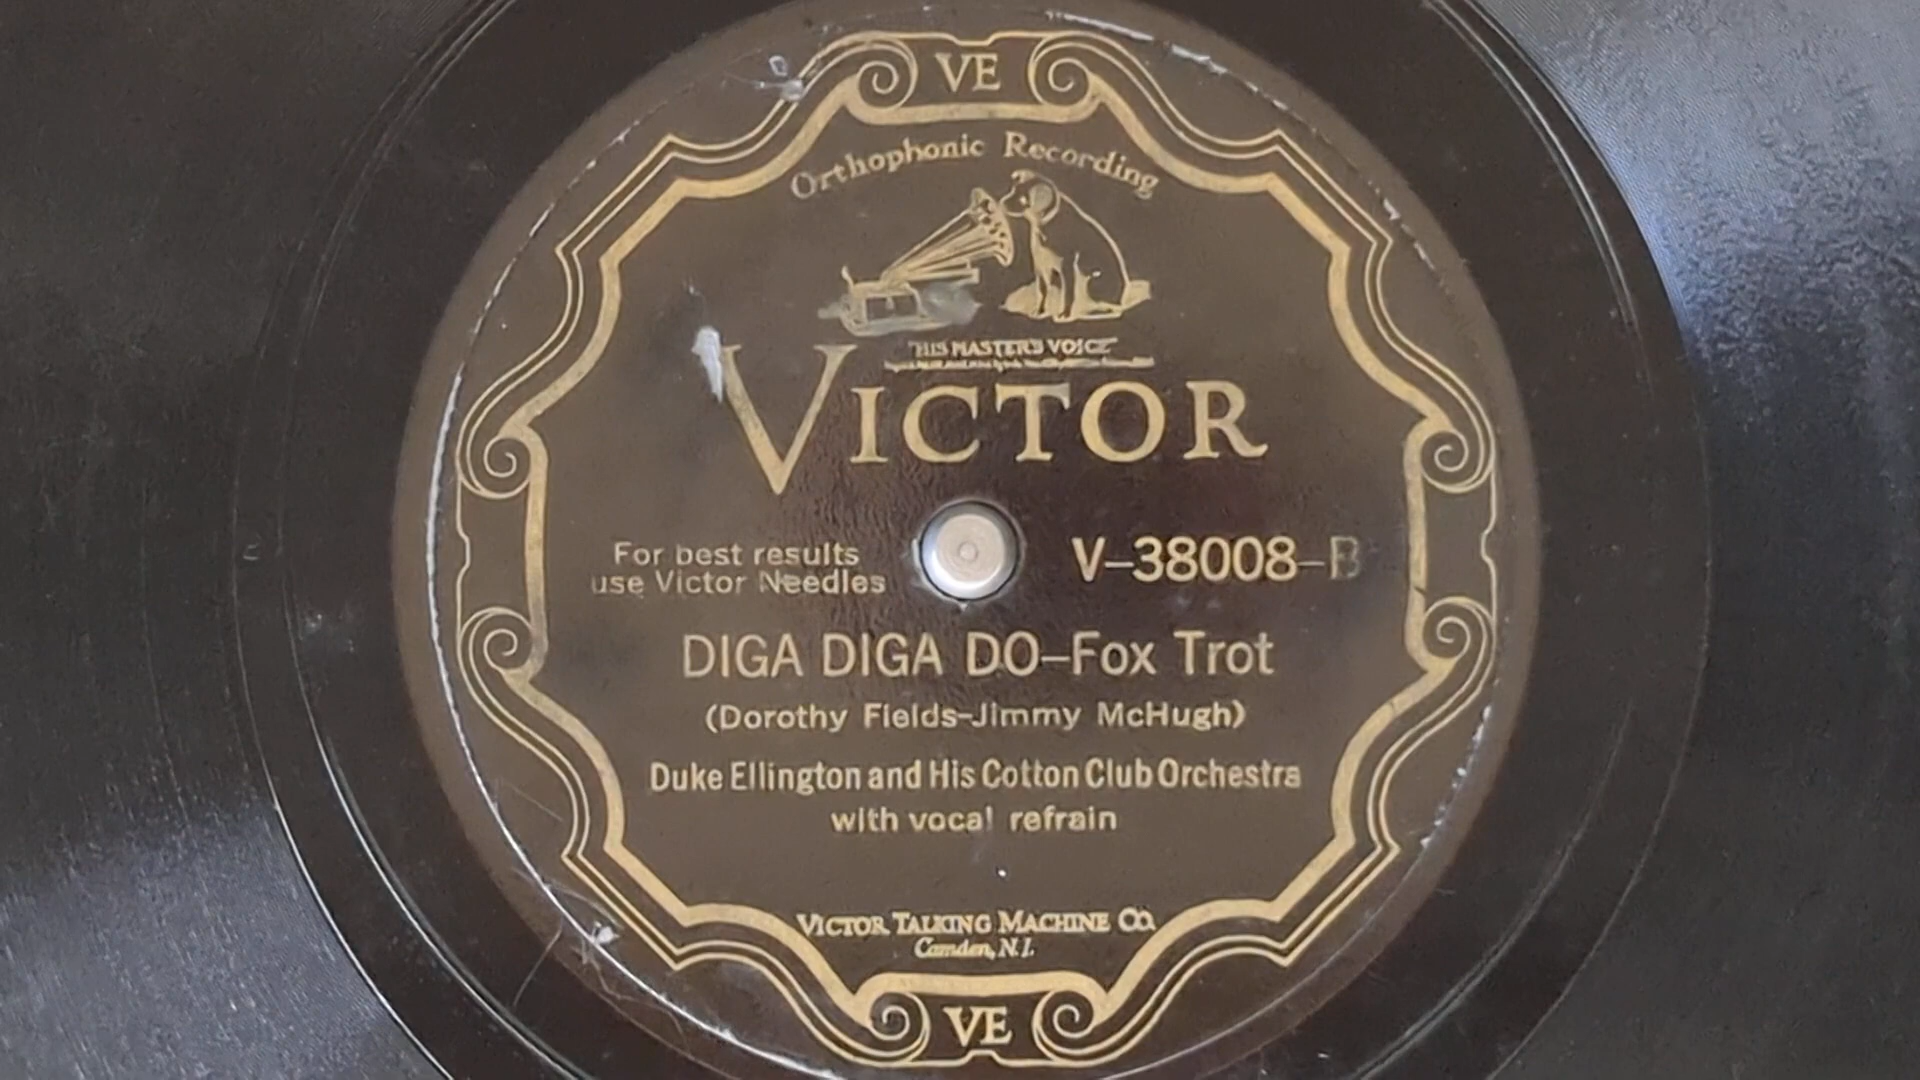 VE
Orthophonic Recording
"HIS MASTER'S VOICE"
VICTOR
For best results
use Victor Needles
V-38008-B
DIGA DIGA DO-Fox Trot
(Dorothy Fields-Jimmy McHugh)
Duke Ellington and His Cotton Club Orchestra
with vocal refrain
VICTOR TALKING MACHINE CO.
Camden, N.J.
VE